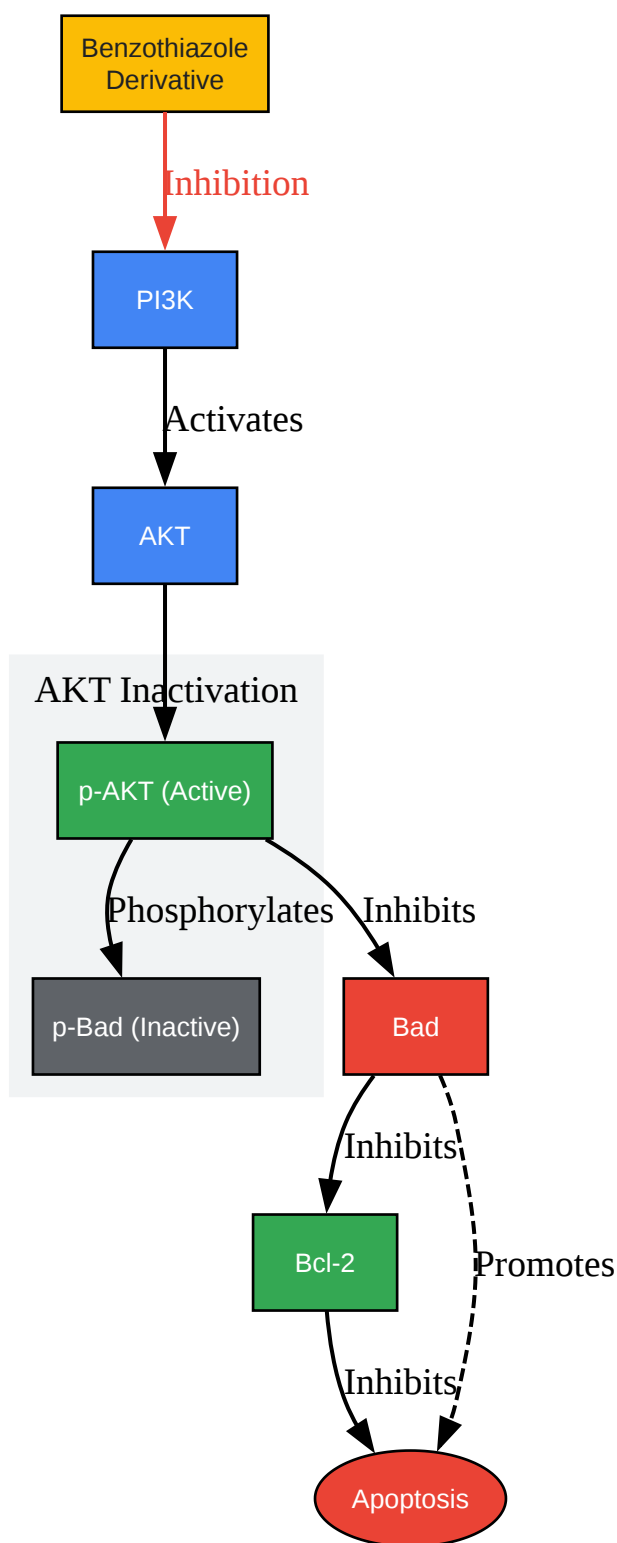 Benzothiazole
Derivative
Inhibition
PI3K
Activates
AKT
AKT Inactivation
p-AKT (Active)
Phosphorylates
Inhibits
p-Bad (Inactive)
Bad
Inhibits
Bcl-2
Promotes
Inhibits
Apoptosis